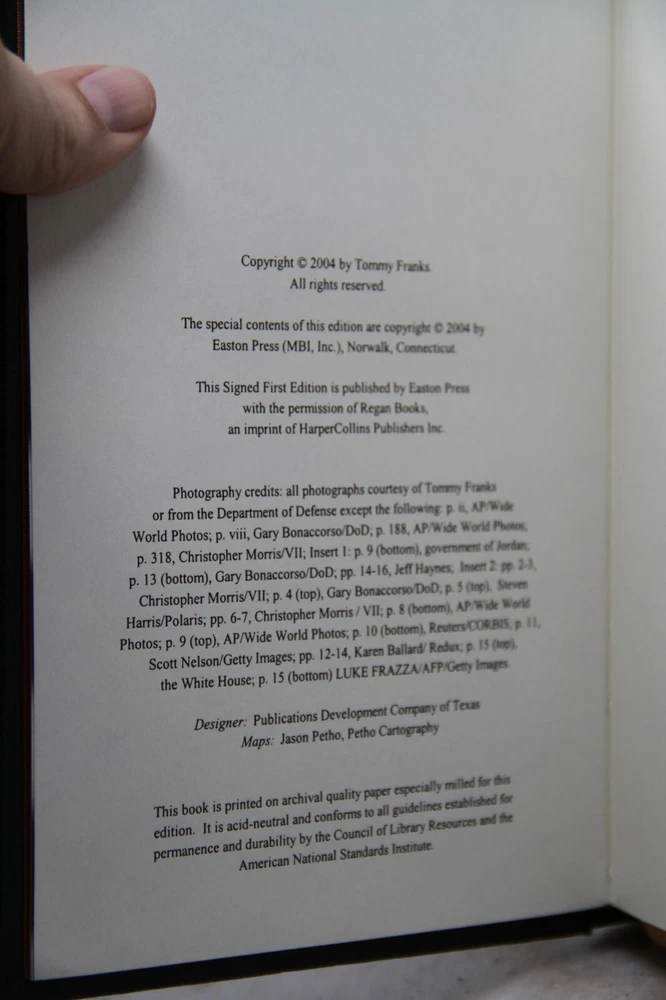 Copyright © 2004 by Tommy Franks.
All rights reserved.
The special contents of this edition are copyright © 2004 by
Easton Press (MBI, Inc.), Norwalk, Connecticut.
This Signed First Edition is published by Easton Press
with the permission of Regan Books,
an imprint of HarperCollins Publishers Inc.
Photography credits: all photographs courtesy of Tommy Franks
or from the Department of Defense except the following: p. ii, AP/Wide
World Photos; p. viii, Gary Bonaccorso/DoD; p. 188, AP/Wide World Photos;
p. 318, Christopher Morris/VII; Insert 1: p. 9 (bottom), government of Jordan;
p. 13 (bottom), Gary Bonaccorso/DoD; pp. 14-16, Jeff Haynes; Insert 2: pp. 2-3,
Christopher Morris/VII; p. 4 (top), Gary Bonaccorso/DoD; p. 5 (top), Steven
Harris/Polaris; pp. 6-7, Christopher Morris / VII; p. 8 (bottom), AP/Wide World
Photos; p. 9 (top), AP/Wide World Photos; p. 10 (bottom), Reuters/CORBIS; p. 11,
Scott Nelson/Getty Images; pp. 12-14, Karen Ballard/ Redux; p. 15 (top),
the White House; p. 15 (bottom) LUKE FRAZZA/AFP/Getty Images.
Designer: Publications Development Company of Texas
Maps: Jason Petho, Petho Cartography
This book is printed on archival quality paper especially milled for this
edition. It is acid-neutral and conforms to all guidelines established for
permanence and durability by the Council of Library Resources and the
American National Standards Institute.